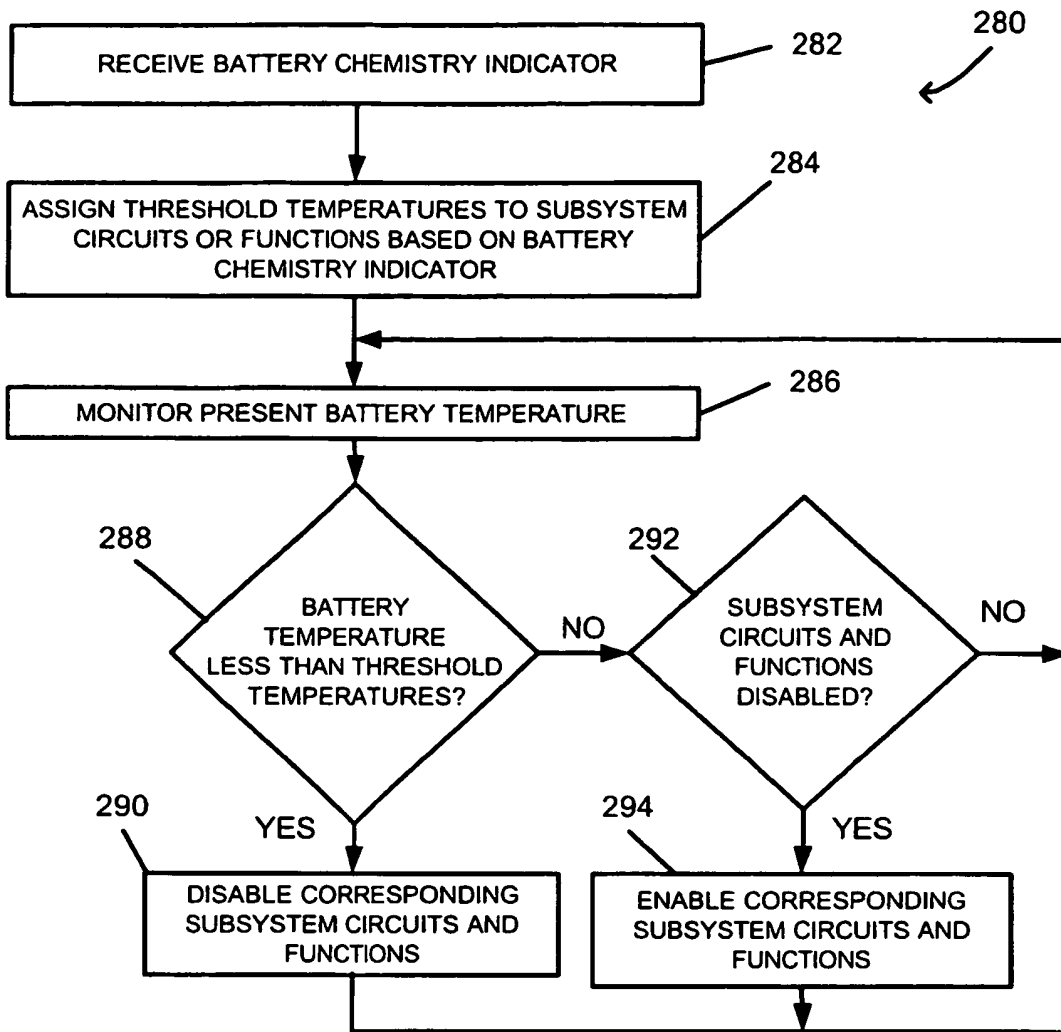 RECEIVE BATTERY CHEMISTRY INDICATOR
282
280
284
ASSIGN THRESHOLD TEMPERATURES TO SUBSYSTEM
CIRCUITS OR FUNCTIONS BASED ON BATTERY
CHEMISTRY INDICATOR
286
MONITOR PRESENT BATTERY TEMPERATURE
288
BATTERY
TEMPERATURE
LESS THAN THRESHOLD
TEMPERATURES?
NO
292
SUBSYSTEM
CIRCUITS AND
FUNCTIONS
DISABLED?
NO
290
YES
DISABLE CORRESPONDING
SUBSYSTEM CIRCUITS AND
FUNCTIONS
294
YES
ENABLE CORRESPONDING
SUBSYSTEM CIRCUITS AND
FUNCTIONS